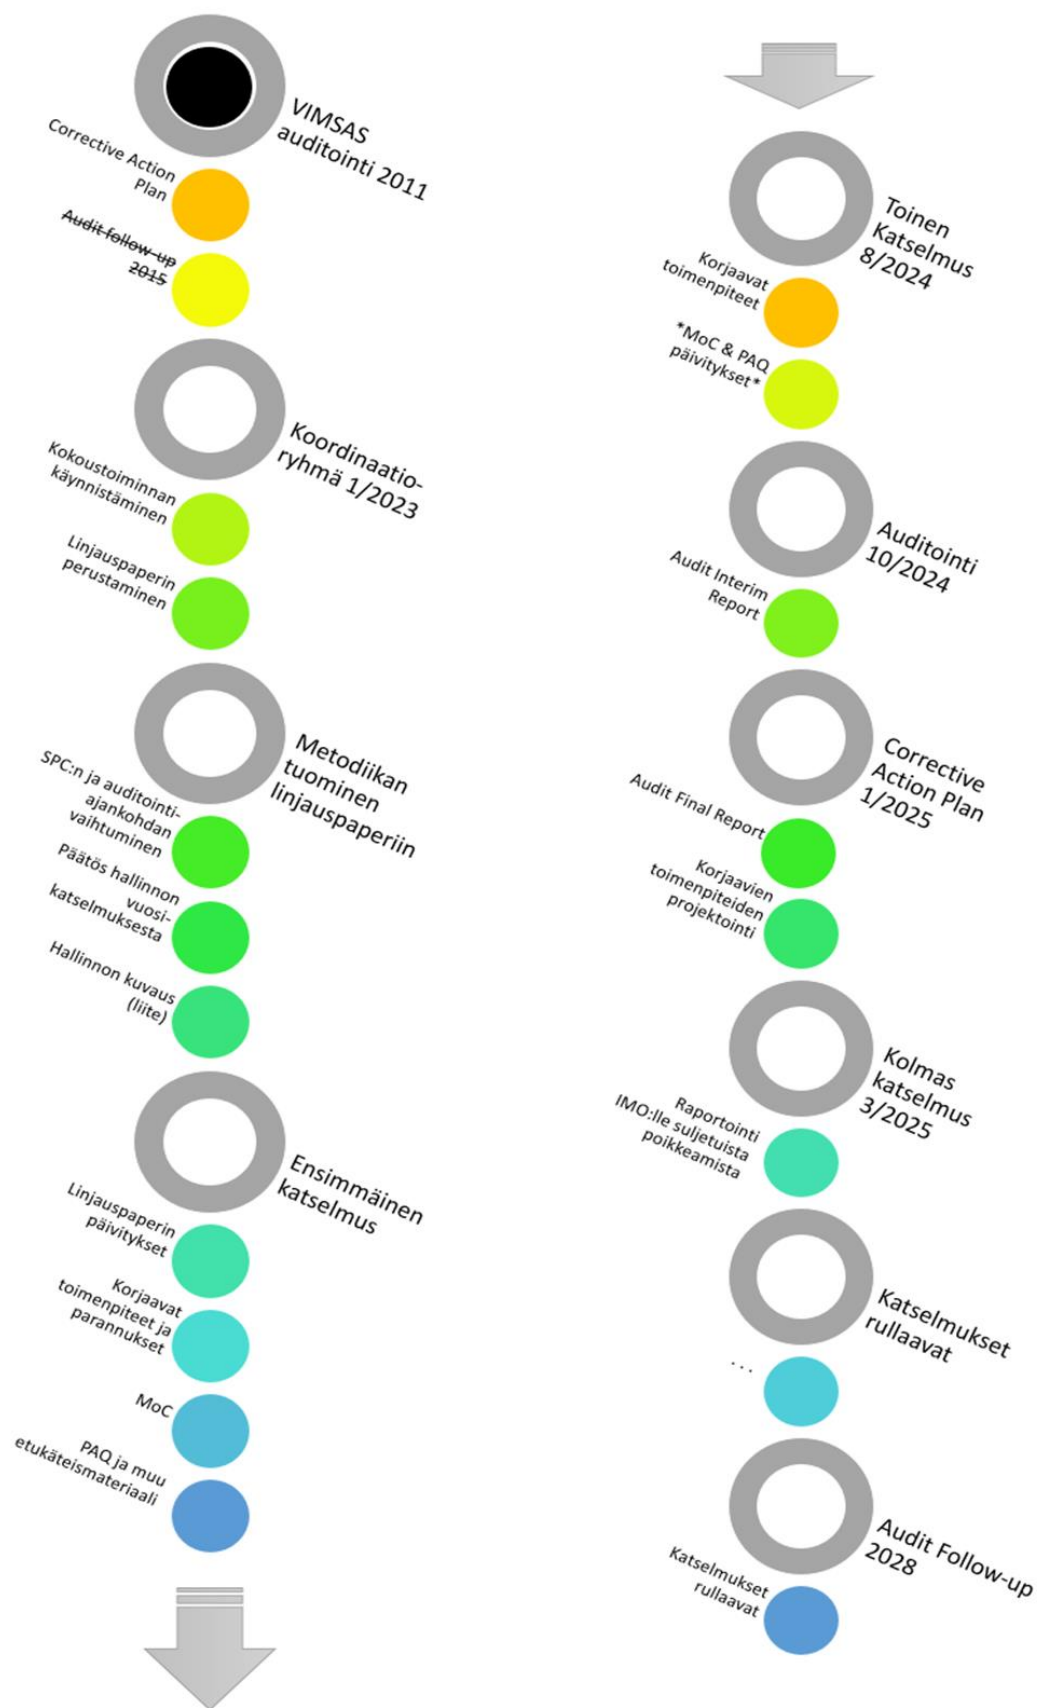 VIMSAS
auditointi 2011
Corrective Action
Plan
Audit follow-up
2015
Koordinaatio-
ryhmä 1/2023
Kokoustoiminnan
käynnistäminen
Linjauspaperin
perustaminen
Metodiikan
tuominen
linjauspaperiin
SPC:n ja auditointi-
ajankohdan
vaihtuminen
Päätös hallinnon
vuosi-
katselmuksesta
Hallinnon kuvaus
(liite)
Ensimmäinen
katselmus
Linjauspaperin
päivitykset
Korjaavat
toimenpiteet ja
parannukset
MoC
PAQ ja muu
etukäteismateriaali
Toinen
Katselmus
8/2024
Korjaavat
toimenpiteet
*MoC & PAQ
päivitykset*
Auditointi
10/2024
Audit Interim
Report
Corrective
Action Plan
1/2025
Audit Final Report
Korjaavien
toimenpiteiden
projektointi
Kolmas
katselmus
3/2025
Raportointi
IMO:lle suljetuista
poikkeamista
Katselmukset
rullaavat
...
Audit Follow-up
2028
Katselmukset
rullaavat